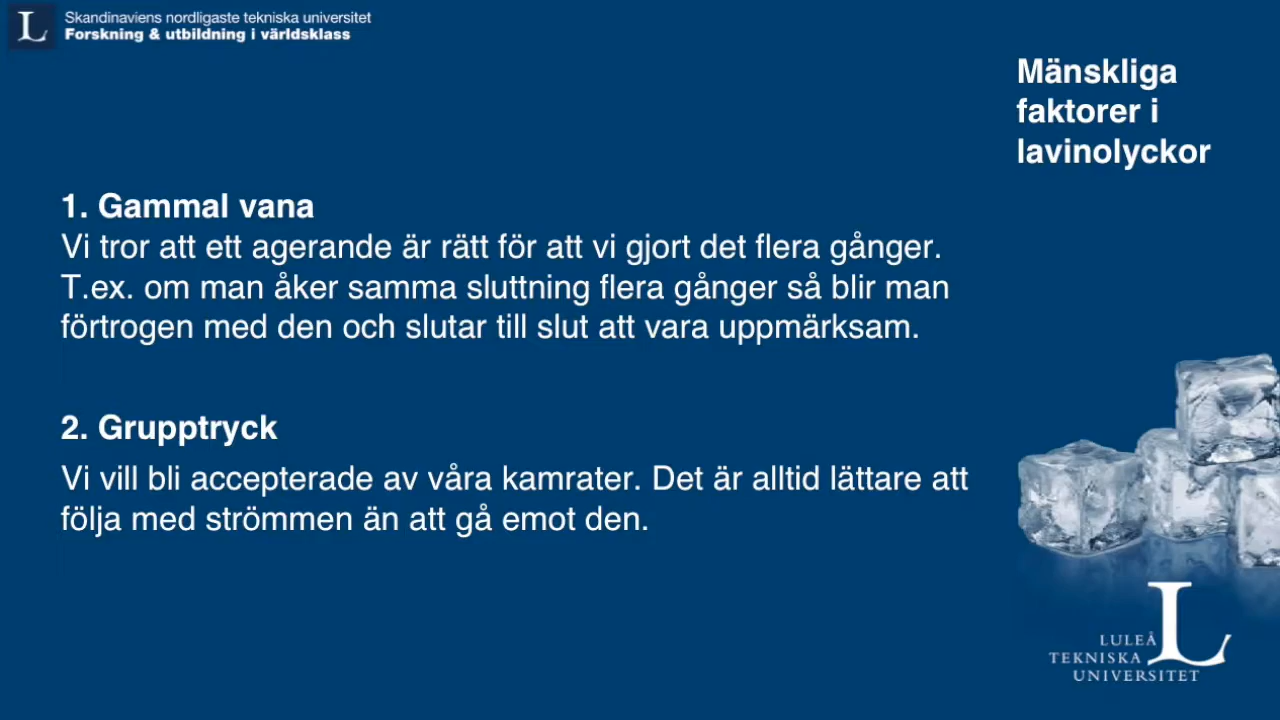 L Skandinaviens nordligaste tekniska universitet
Forskning & utbildning i världsklass
Mänskliga
faktorer i
lavinolyckor
1. Gammal vana
Vi tror att ett agerande är rätt för att vi gjort det flera gånger.
T.ex. om man åker samma sluttning flera gånger så blir man
förtrogen med den och slutar till slut att vara uppmärksam.
2. Grupptryck
Vi vill bli accepterade av våra kamrater. Det är alltid lättare att
följa med strömmen än att gå emot den.
L
LULEÅ
TEKNISKA
UNIVERSITET